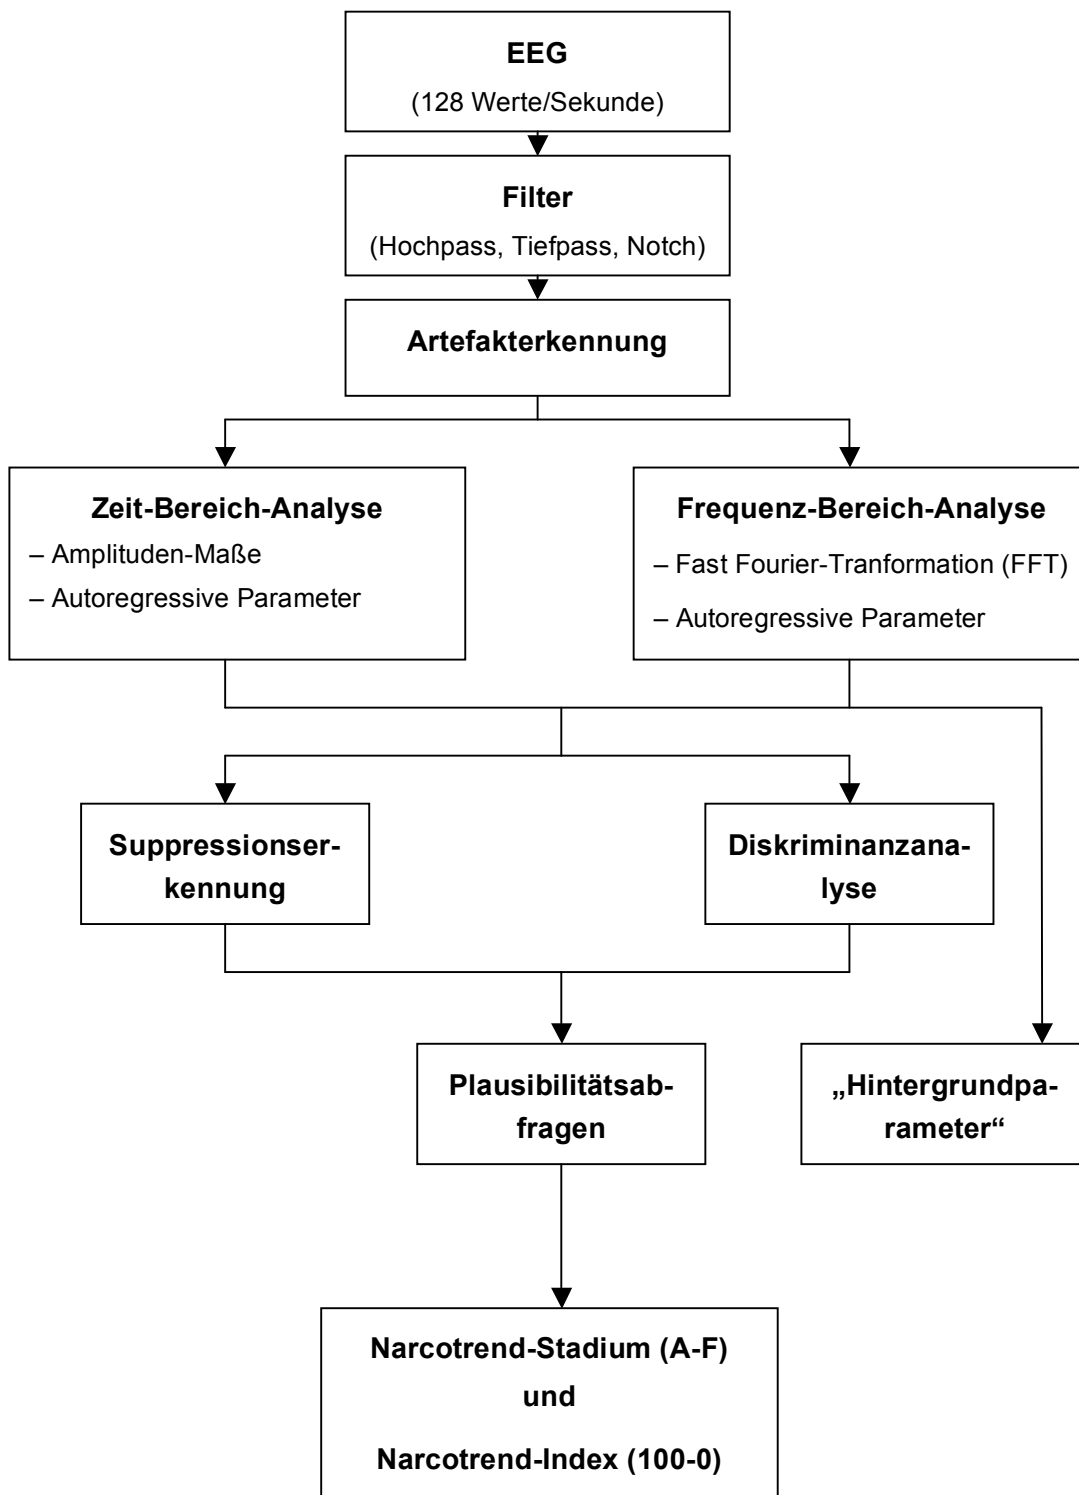 EEG
(128 Werte/Sekunde)
Filter
(Hochpass, Tiefpass, Notch)
Artefakterkennung
Zeit-Bereich-Analyse
– Amplituden-Maße
– Autoregressive Parameter
Frequenz-Bereich-Analyse
– Fast Fourier-Tranformation (FFT)
– Autoregressive Parameter
Suppressionser-
kennung
Diskriminanzana-
lyse
Plausibilitätsab-
fragen
„Hintergrundpa-
rameter“
Narcotrend-Stadium (A-F)
und
Narcotrend-Index (100-0)